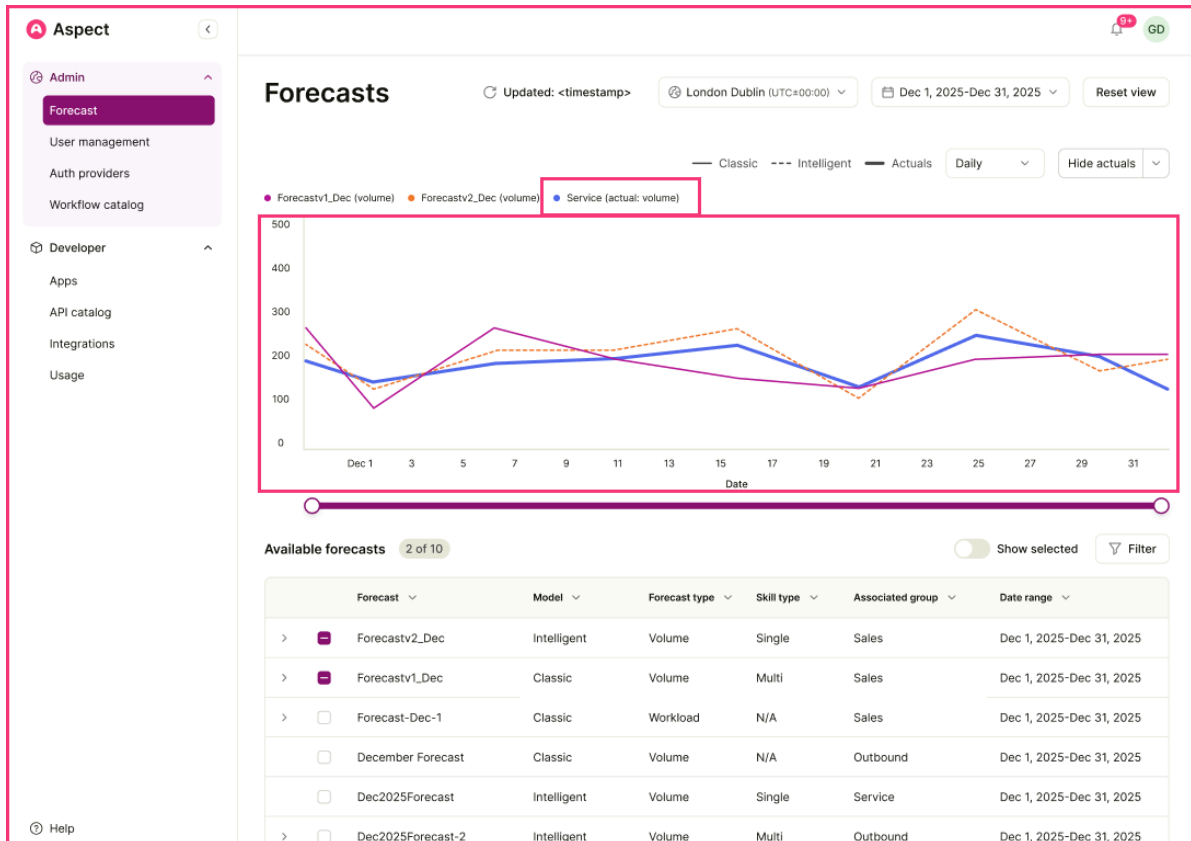 Aspect
9+
GD
Admin
Forecast
User management
Auth providers
Workflow catalog
Developer
Apps
API catalog
Integrations
Usage
Help
Forecasts
Updated: <timestamp>
London Dublin (UTC±00:00)
Dec 1, 2025-Dec 31, 2025
Reset view
Classic Intelligent Actuals
Daily
Hide actuals
Forecastv1_Dec (volume) Forecastv2_Dec (volume) Service (actual: volume)
500
400
300
200
100
0
Dec 1 3 5 7 9 11 13 15 17 19 21 23 25 27 29 31
Date
Available forecasts 2 of 10
Show selected
Filter
Forecast Model Forecast type Skill type Associated group Date range
Forecastv2_Dec Intelligent Volume Single Sales Dec 1, 2025-Dec 31, 2025
Forecastv1_Dec Classic Volume Multi Sales Dec 1, 2025-Dec 31, 2025
Forecast-Dec-1 Classic Workload N/A Sales Dec 1, 2025-Dec 31, 2025
December Forecast Classic Volume N/A Outbound Dec 1, 2025-Dec 31, 2025
Dec2025Forecast Intelligent Volume Single Service Dec 1, 2025-Dec 31, 2025
Dec2025Forecast-2 Intelligent Volume Multi Outbound Dec 1, 2025-Dec 31, 2025